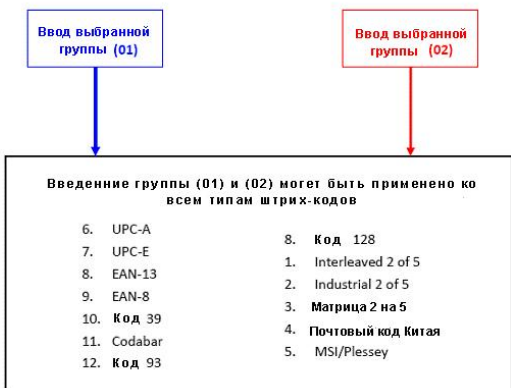 Ввод выбранной
группы (01)
Ввод выбранной
группы (02)
Введенние группы (01) и (02) могет быть применено ко
всем типам штрих-кодов
6. UPC-A
7. UPC-E
8. EAN-13
9. EAN-8
10. Код 39
11. Codabar
12. Код 93
8. Код 128
1. Interleaved 2 of 5
2. Industrial 2 of 5
3. Матрица 2 на 5
4. Почтовый код Китая
5. MSI/Plessey